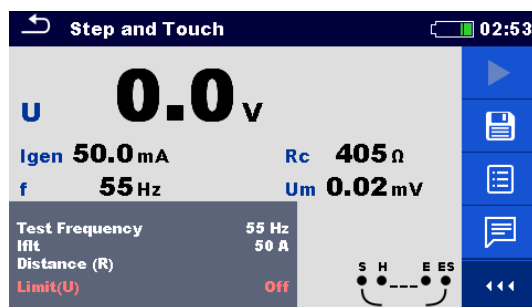 Step and Touch 02:53
U 0.0 V
Igen 50.0 mA Rc 405 Ω
f 55 Hz Um 0.02 mV
Test Frequency 55 Hz
Iflt 50 A
Distance (R)
Limit(U) Off
S H E ES